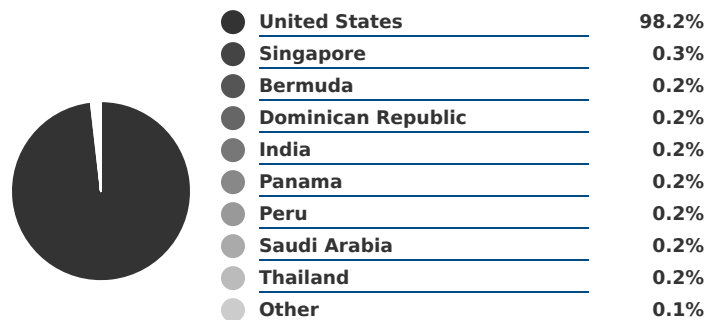 United States 98.2%
Singapore 0.3%
Bermuda 0.2%
Dominican Republic 0.2%
India 0.2%
Panama 0.2%
Peru 0.2%
Saudi Arabia 0.2%
Thailand 0.2%
Other 0.1%